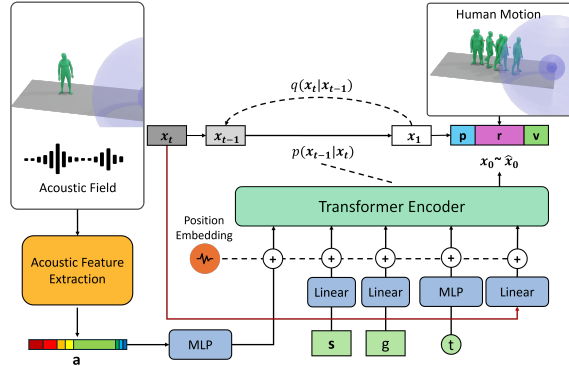 Human Motion
q(x_t|x_{t-1})
x_t
x_{t-1}
x_1
p r v
Acoustic Field
p(x_{t-1}|x_t)
x_0 ~ x̂_0
Transformer Encoder
Position
Embedding
Acoustic Feature
Extraction
+ + + + +
Linear Linear MLP Linear
MLP
s g t
a